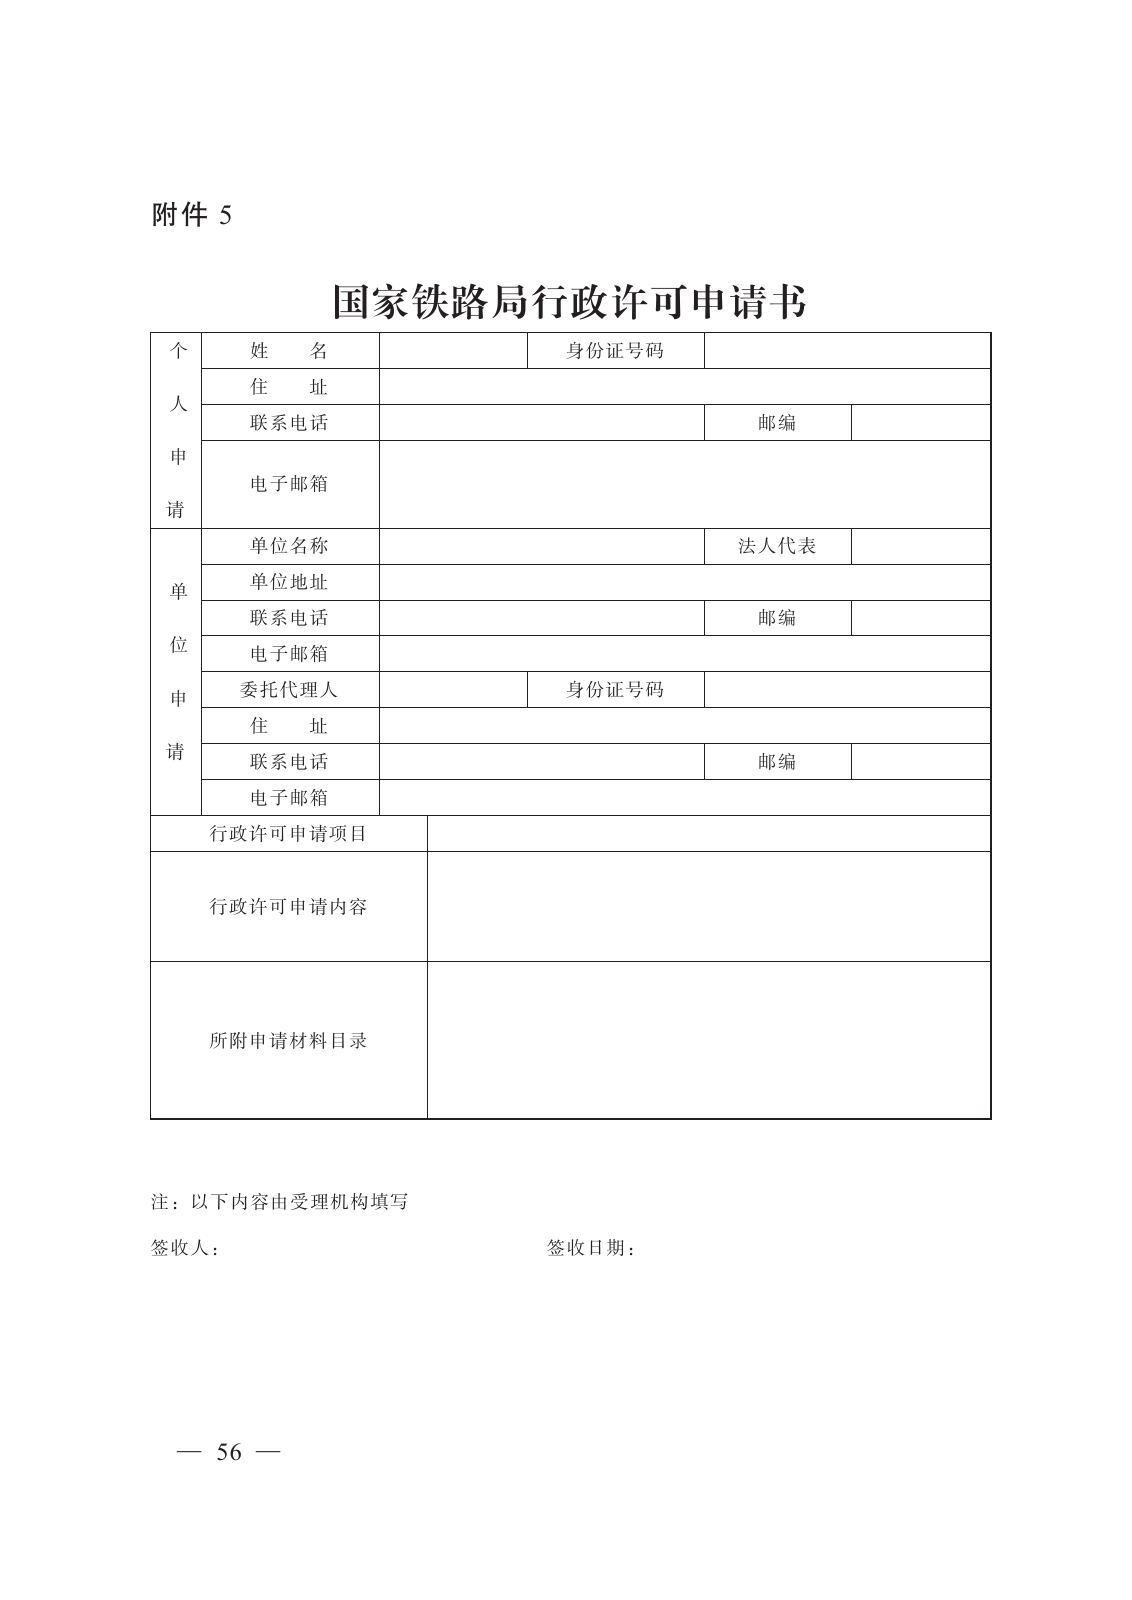 附件 5
国家铁路局行政许可申请书
个人申请
姓 名 身份证号码
住 址
联系电话 邮编
电子邮箱
单位申请
单位名称 法人代表
单位地址
联系电话 邮编
电子邮箱
委托代理人 身份证号码
住 址
联系电话 邮编
电子邮箱
行政许可申请项目
行政许可申请内容
所附申请材料目录
注：以下内容由受理机构填写
签收人： 签收日期：
— 56 —